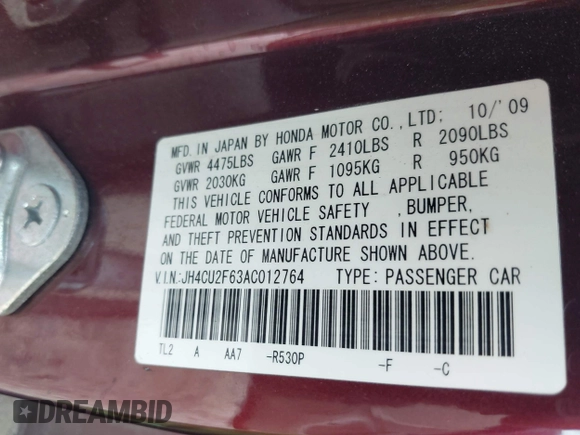 MFD. IN JAPAN BY HONDA MOTOR CO., LTD; 10/'09
GVWR 4475LBS GAWR F 2410LBS R 2090LBS
GVWR 2030KG GAWR F 1095KG R 950KG
THIS VEHICLE CONFORMS TO ALL APPLICABLE
FEDERAL MOTOR VEHICLE SAFETY , BUMPER,
AND THEFT PREVENTION STANDARDS IN EFFECT
ON THE DATE OF MANUFACTURE SHOWN ABOVE.
V.I.N.:JH4CU2F63AC012764 TYPE: PASSENGER CAR
TL2 A AA7 -R530P -F -C
DREAMBID